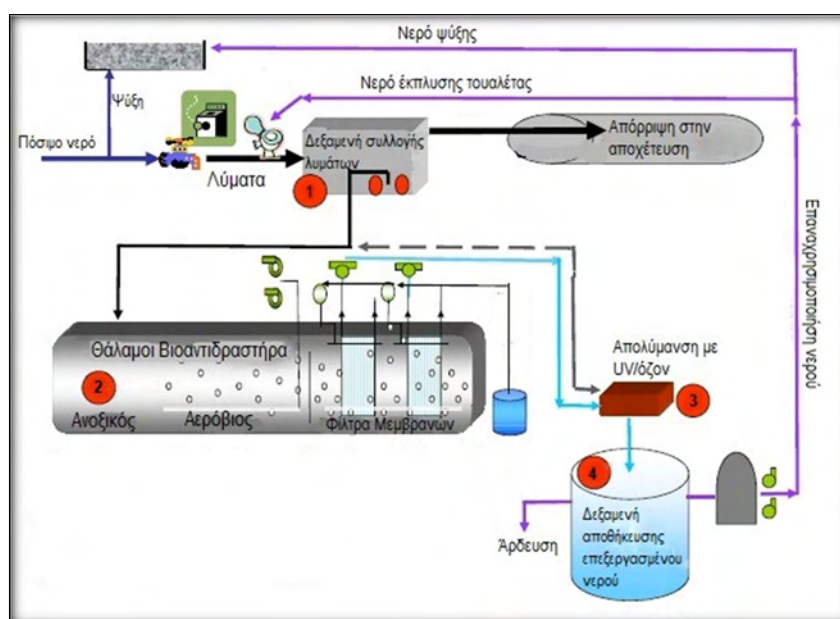 Νερό ψύξης
Νερό έκπλυσης τουαλέτας
Ψύξη
Πόσιμο νερό
Λύματα
Δεξαμενή συλλογής
λυμάτων
1
Απόρριψη στην
αποχέτευση
Επαναχρησιμοποίηση νερού
Θάλαμοι Βιοαντιδραστήρα
2
Ανοξικός
Αερόβιος
Φίλτρα Μεμβρανών
Απολύμανση με
UV/όζον
3
4
Δεξαμενή
αποθήκευσης
επεξεργασμένου
νερού
Άρδευση